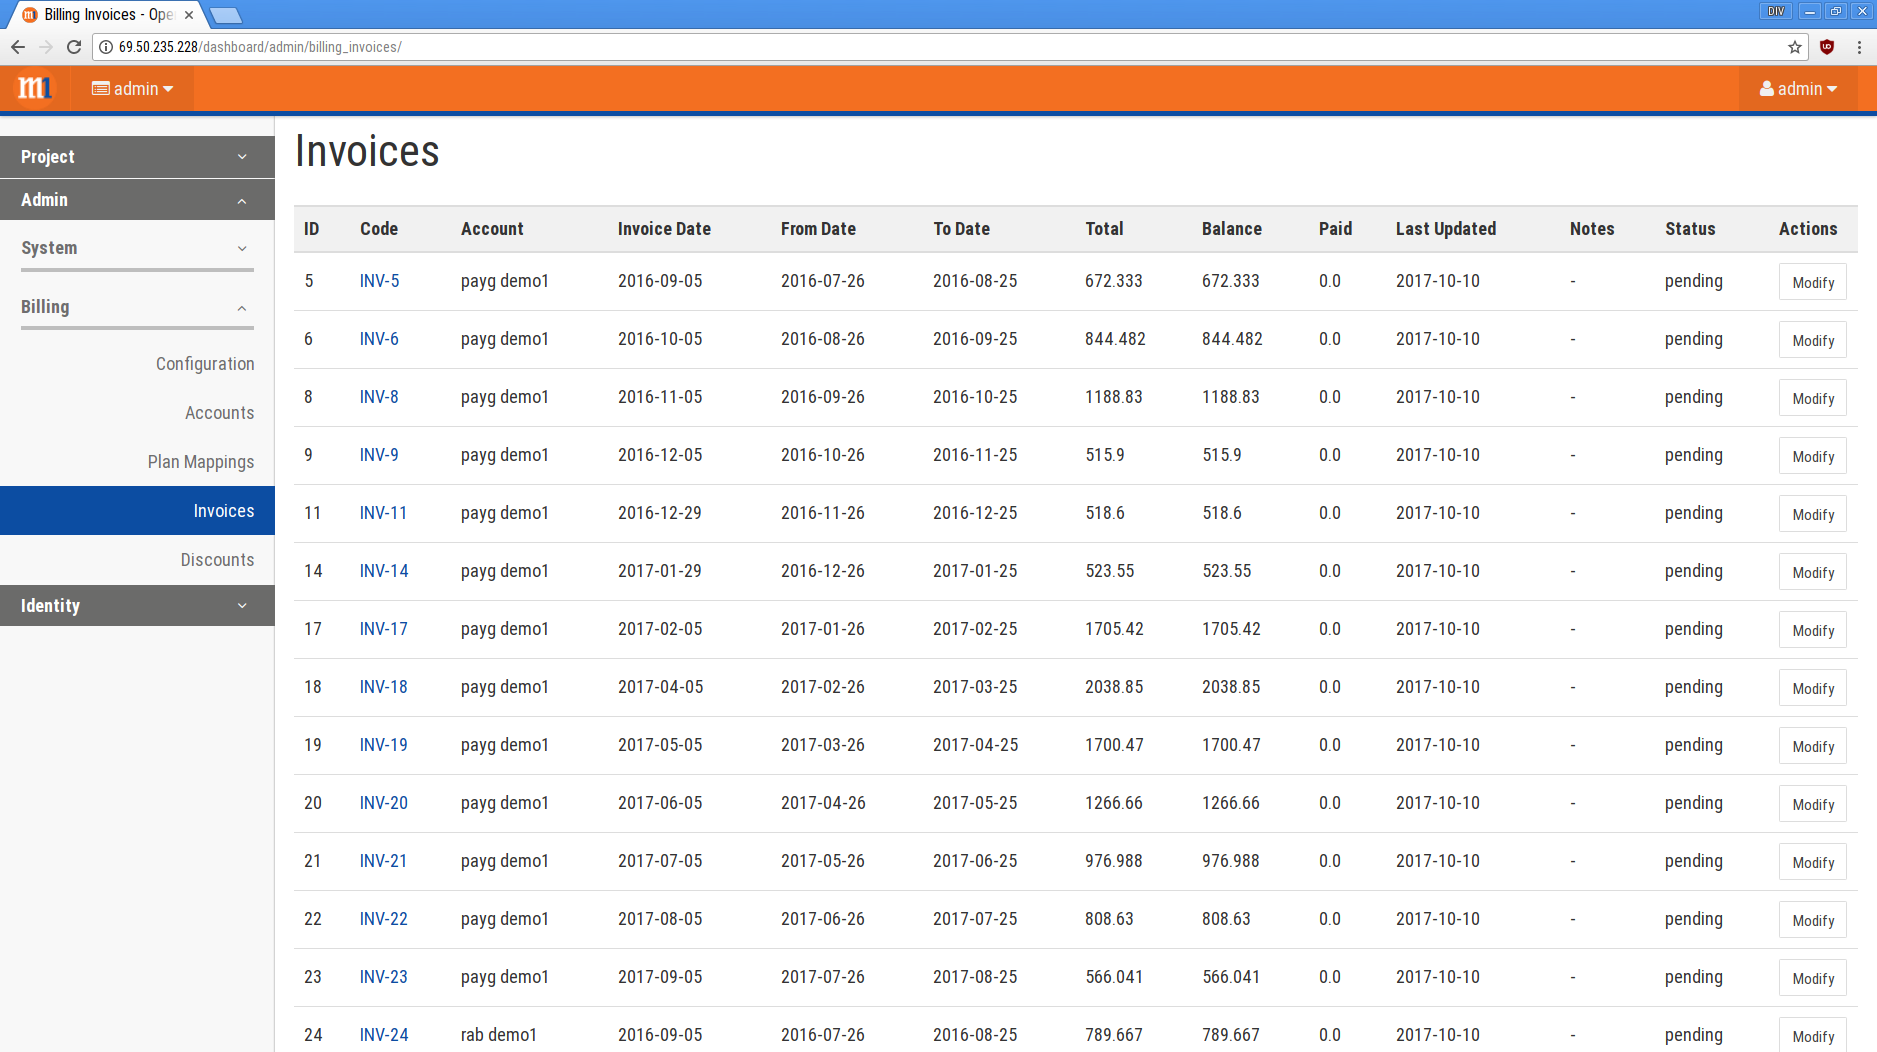 Billing Invoices - Ope
DIV
69.50.235.228/dashboard/admin/billing_invoices/
m1 admin admin
Project
Admin
System
Billing
Configuration
Accounts
Plan Mappings
Invoices
Discounts
Identity
Invoices
ID Code Account Invoice Date From Date To Date Total Balance Paid Last Updated Notes Status Actions
5 INV-5 payg demo1 2016-09-05 2016-07-26 2016-08-25 672.333 672.333 0.0 2017-10-10 - pending Modify
6 INV-6 payg demo1 2016-10-05 2016-08-26 2016-09-25 844.482 844.482 0.0 2017-10-10 - pending Modify
8 INV-8 payg demo1 2016-11-05 2016-09-26 2016-10-25 1188.83 1188.83 0.0 2017-10-10 - pending Modify
9 INV-9 payg demo1 2016-12-05 2016-10-26 2016-11-25 515.9 515.9 0.0 2017-10-10 - pending Modify
11 INV-11 payg demo1 2016-12-29 2016-11-26 2016-12-25 518.6 518.6 0.0 2017-10-10 - pending Modify
14 INV-14 payg demo1 2017-01-29 2016-12-26 2017-01-25 523.55 523.55 0.0 2017-10-10 - pending Modify
17 INV-17 payg demo1 2017-02-05 2017-01-26 2017-02-25 1705.42 1705.42 0.0 2017-10-10 - pending Modify
18 INV-18 payg demo1 2017-04-05 2017-02-26 2017-03-25 2038.85 2038.85 0.0 2017-10-10 - pending Modify
19 INV-19 payg demo1 2017-05-05 2017-03-26 2017-04-25 1700.47 1700.47 0.0 2017-10-10 - pending Modify
20 INV-20 payg demo1 2017-06-05 2017-04-26 2017-05-25 1266.66 1266.66 0.0 2017-10-10 - pending Modify
21 INV-21 payg demo1 2017-07-05 2017-05-26 2017-06-25 976.988 976.988 0.0 2017-10-10 - pending Modify
22 INV-22 payg demo1 2017-08-05 2017-06-26 2017-07-25 808.63 808.63 0.0 2017-10-10 - pending Modify
23 INV-23 payg demo1 2017-09-05 2017-07-26 2017-08-25 566.041 566.041 0.0 2017-10-10 - pending Modify
24 INV-24 rab demo1 2016-09-05 2016-07-26 2016-08-25 789.667 789.667 0.0 2017-10-10 - pending Modify